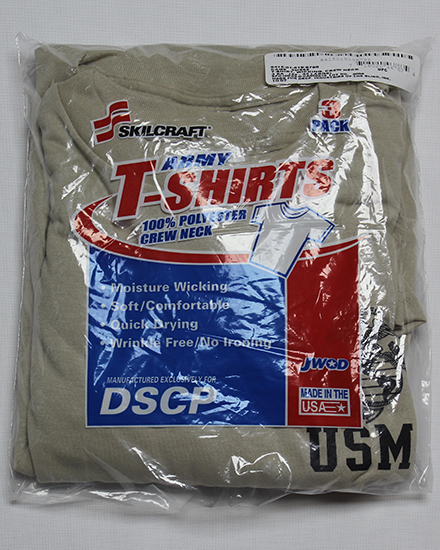 SKILCRAFT
3
PACK
ARMY
T-SHIRTS
100% POLYESTER
CREW NECK
• Moisture Wicking
• Soft/Comfortable
• Quick Drying
• Wrinkle Free/No Ironing
JWOD
MANUFACTURED EXCLUSIVELY FOR
DSCP
MADE IN THE
USA
USM